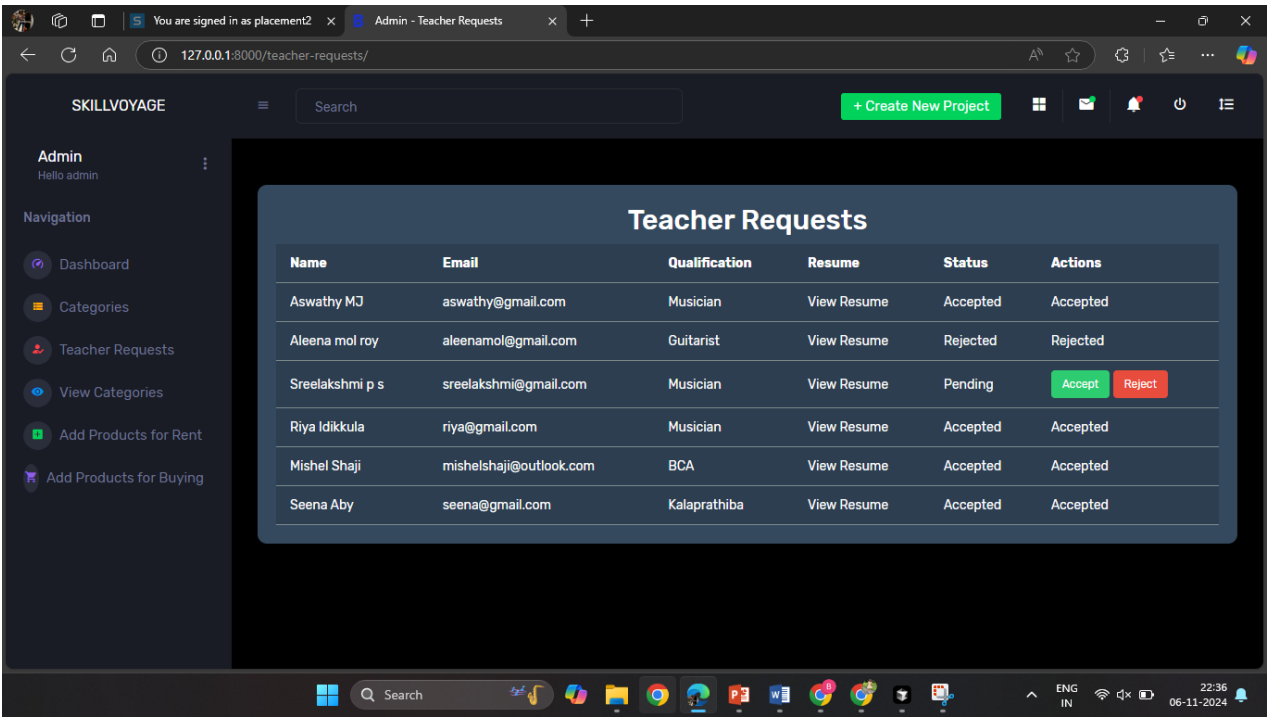 You are signed in as placement2
Admin - Teacher Requests
127.0.0.1:8000/teacher-requests/
SKILLVOYAGE
Search
+ Create New Project
Admin
Hello admin
Navigation
Dashboard
Categories
Teacher Requests
View Categories
Add Products for Rent
Add Products for Buying
Teacher Requests
Name Email Qualification Resume Status Actions
Aswathy MJ aswathy@gmail.com Musician View Resume Accepted Accepted
Aleena mol roy aleenamol@gmail.com Guitarist View Resume Rejected Rejected
Sreelakshmi p s sreelakshmi@gmail.com Musician View Resume Pending Accept Reject
Riya Idikkula riya@gmail.com Musician View Resume Accepted Accepted
Mishel Shaji mishelshaji@outlook.com BCA View Resume Accepted Accepted
Seena Aby seena@gmail.com Kalaprathiba View Resume Accepted Accepted
Search
ENG
IN
22:36
06-11-2024